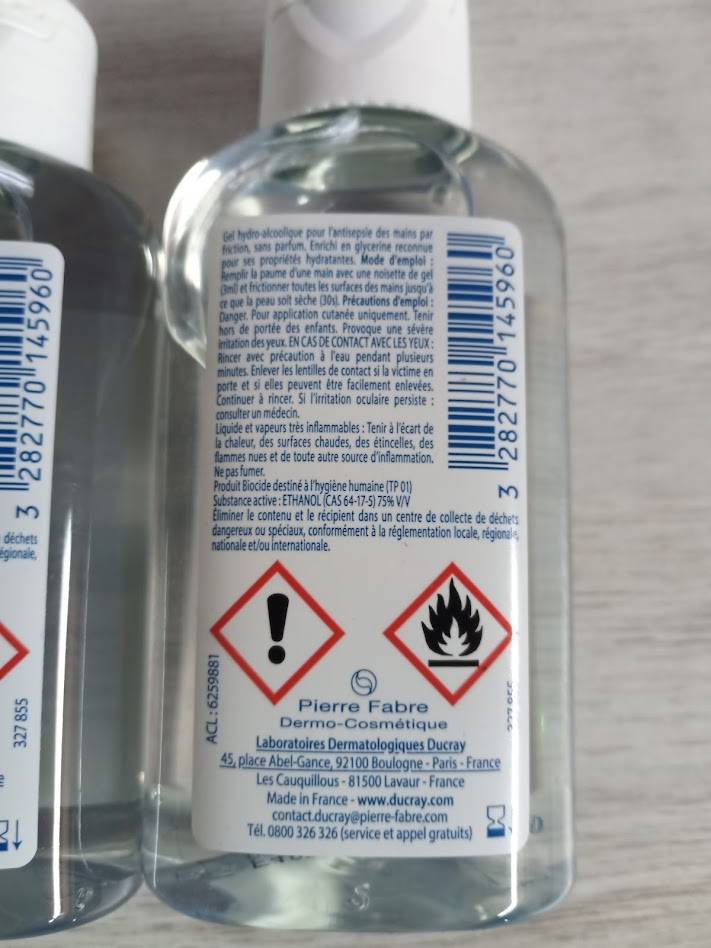 Gel hydro-alcoolique pour l'antisepsie des mains par
friction, sans parfum. Enrichi en glycerine reconnue
pour ses propriétés hydratantes. Mode d'emploi :
Remplir la paume d'une main avec une noisette de gel
(3ml) et frictionner toutes les surfaces des mains jusqu'à
ce que la peau soit sèche (30s). Précautions d'emploi :
Danger. Pour application cutanée uniquement. Tenir
hors de portée des enfants. Provoque une sévère
irritation des yeux. EN CAS DE CONTACT AVEC LES YEUX :
Rincer avec précaution à l'eau pendant plusieurs
minutes. Enlever les lentilles de contact si la victime en
porte et si elles peuvent être facilement enlevées.
Continuer à rincer. Si l'irritation oculaire persiste :
consulter un médecin.
Liquide et vapeurs très inflammables : Tenir à l'écart de
la chaleur, des surfaces chaudes, des étincelles, des
flammes nues et de toute autre source d'inflammation.
Ne pas fumer.
Produit Biocide destiné à l'hygiène humaine (TP 01)
Substance active : ETHANOL (CAS 64-17-5) 75% V/V
Éliminer le contenu et le récipient dans un centre de collecte de déchets
dangereux ou spéciaux, conformément à la réglementation locale, régionale,
nationale et/ou internationale.
3 282770 145960
ACL : 6259881
Pierre Fabre
Dermo-Cosmétique
Laboratoires Dermatologiques Ducray
45, place Abel-Gance, 92100 Boulogne - Paris - France
Les Cauquillous - 81500 Lavaur - France
Made in France - www.ducray.com
contact.ducray@pierre-fabre.com
Tél. 0800 326 326 (service et appel gratuits)
3 282770 145960
déchets
égionale,
327 855